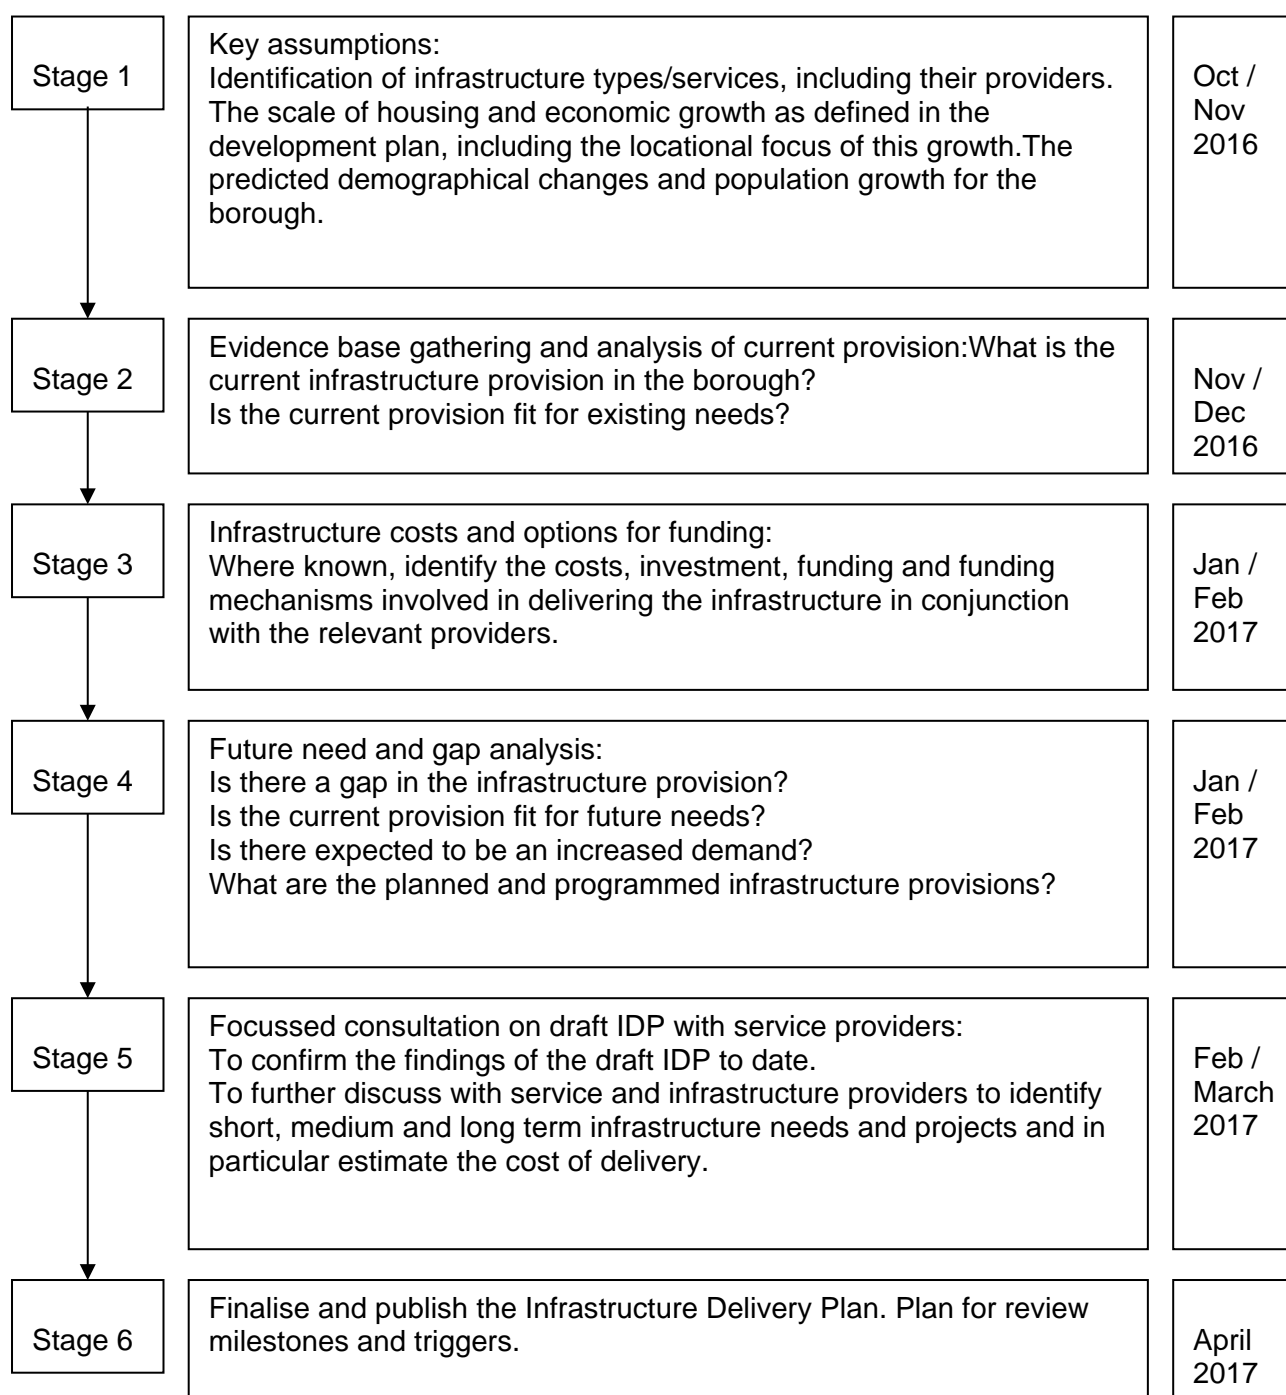 Stage 1
Key assumptions:
Identification of infrastructure types/services, including their providers.
The scale of housing and economic growth as defined in the
development plan, including the locational focus of this growth.The
predicted demographical changes and population growth for the
borough.
Oct /
Nov
2016
Stage 2
Evidence base gathering and analysis of current provision:What is the
current infrastructure provision in the borough?
Is the current provision fit for existing needs?
Nov /
Dec
2016
Stage 3
Infrastructure costs and options for funding:
Where known, identify the costs, investment, funding and funding
mechanisms involved in delivering the infrastructure in conjunction
with the relevant providers.
Jan /
Feb
2017
Stage 4
Future need and gap analysis:
Is there a gap in the infrastructure provision?
Is the current provision fit for future needs?
Is there expected to be an increased demand?
What are the planned and programmed infrastructure provisions?
Jan /
Feb
2017
Stage 5
Focussed consultation on draft IDP with service providers:
To confirm the findings of the draft IDP to date.
To further discuss with service and infrastructure providers to identify
short, medium and long term infrastructure needs and projects and in
particular estimate the cost of delivery.
Feb /
March
2017
Stage 6
Finalise and publish the Infrastructure Delivery Plan. Plan for review
milestones and triggers.
April
2017